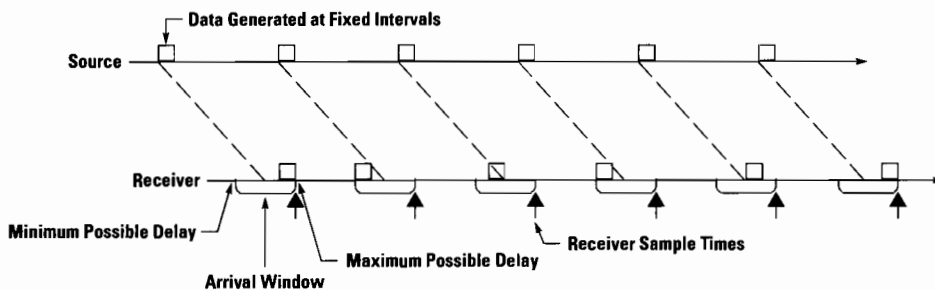 Data Generated at Fixed Intervals
Source
Receiver
Minimum Possible Delay
Receiver Sample Times
Maximum Possible Delay
Arrival Window